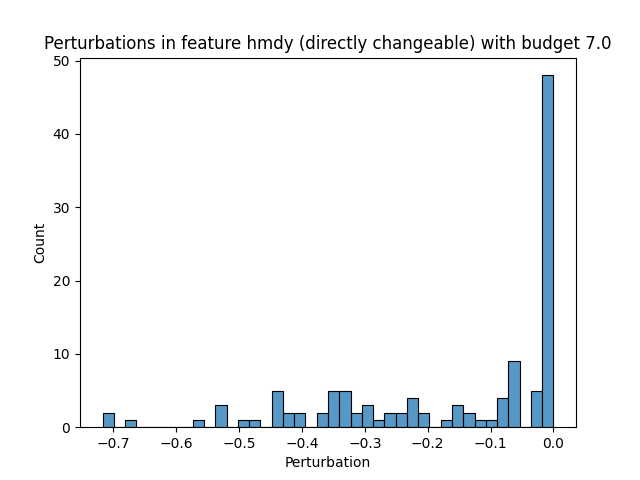 Perturbations in feature hmdy (directly changeable) with budget 7.0
50
40
30
20
10
0
Count
−0.7 −0.6 −0.5 −0.4 −0.3 −0.2 −0.1 0.0
Perturbation